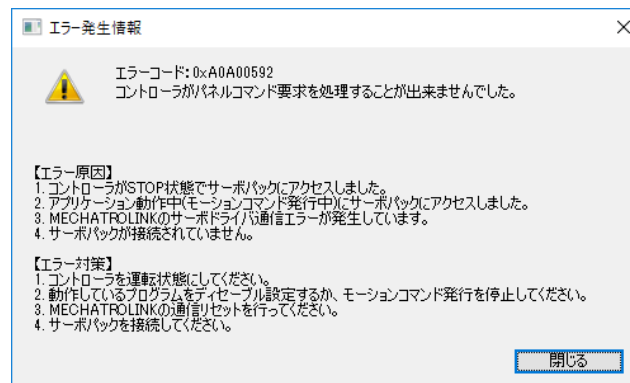 エラー発生情報
エラーコード:0xA0A00592
コントローラがパネルコマンド要求を処理することが出来ませんでした。
【エラー原因】
1. コントローラがSTOP状態でサーボパックにアクセスしました。
2. アプリケーション動作中(モーションコマンド発行中)にサーボパックにアクセスしました。
3. MECHATROLINKのサーボドライバ通信エラーが発生しています。
4. サーボパックが接続されていません。
【エラー対策】
1. コントローラを運転状態にしてください。
2. 動作しているプログラムをディセーブル設定するか、モーションコマンド発行を停止してください。
3. MECHATROLINKの通信リセットを行ってください。
4. サーボパックを接続してください。
閉じる